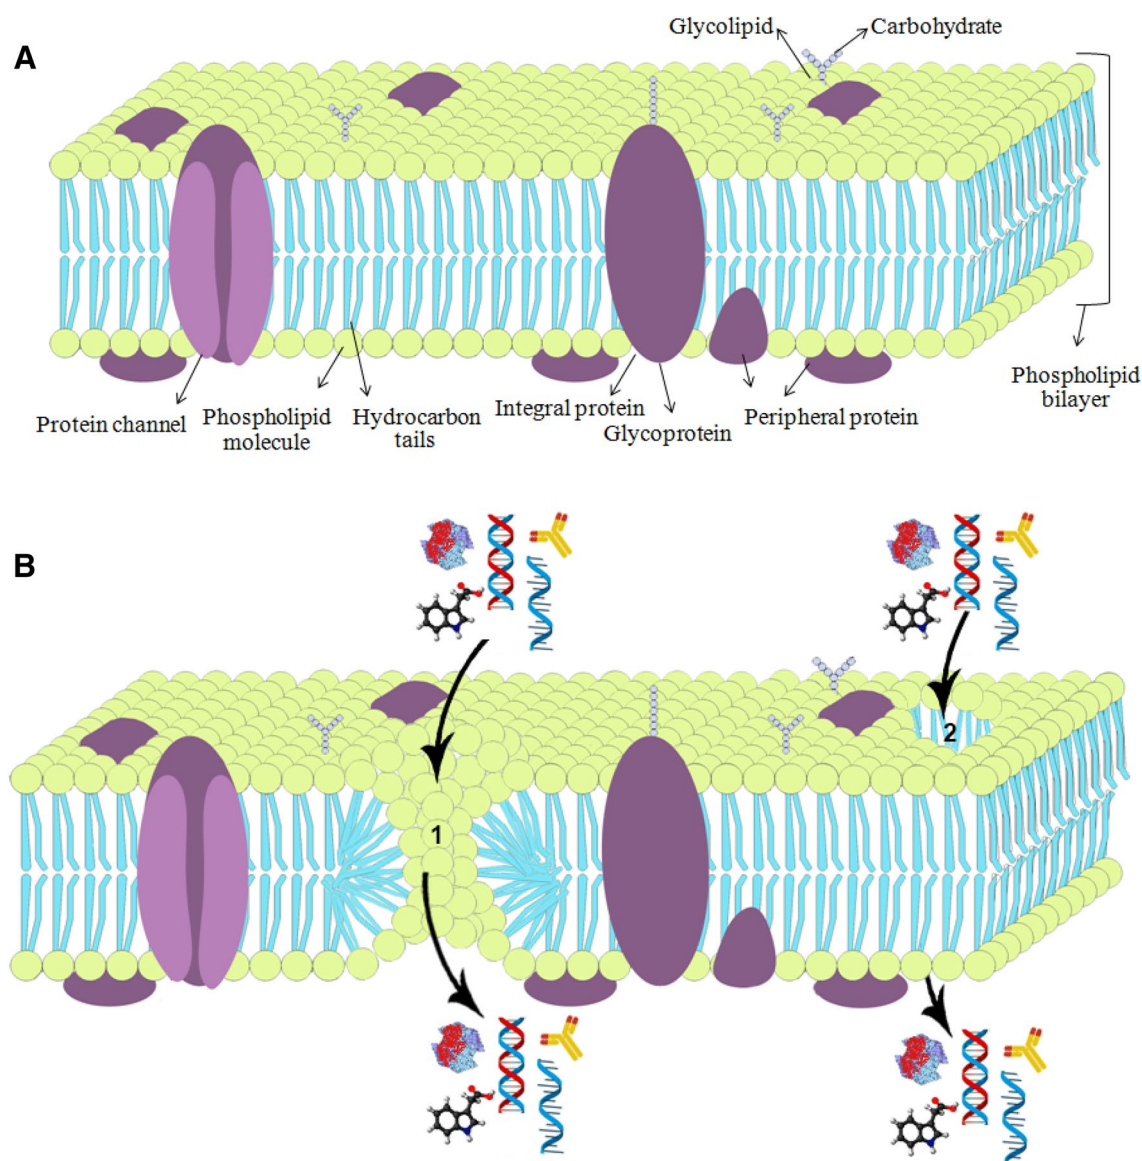 A
Glycolipid
Carbohydrate
Protein channel
Phospholipid
molecule
Hydrocarbon
tails
Integral protein
Glycoprotein
Peripheral protein
Phospholipid
bilayer
B
1
2